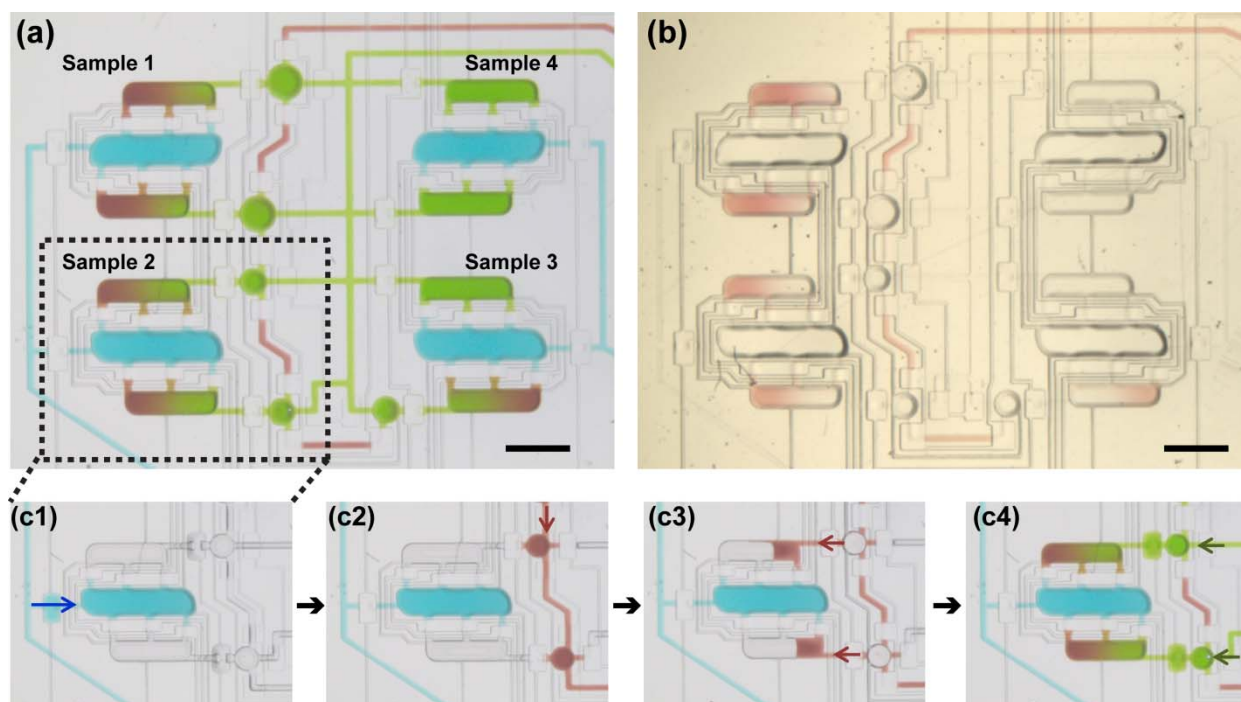 (a)
Sample 1
Sample 4
Sample 2
Sample 3
(b)
(c1)
(c2)
(c3)
(c4)